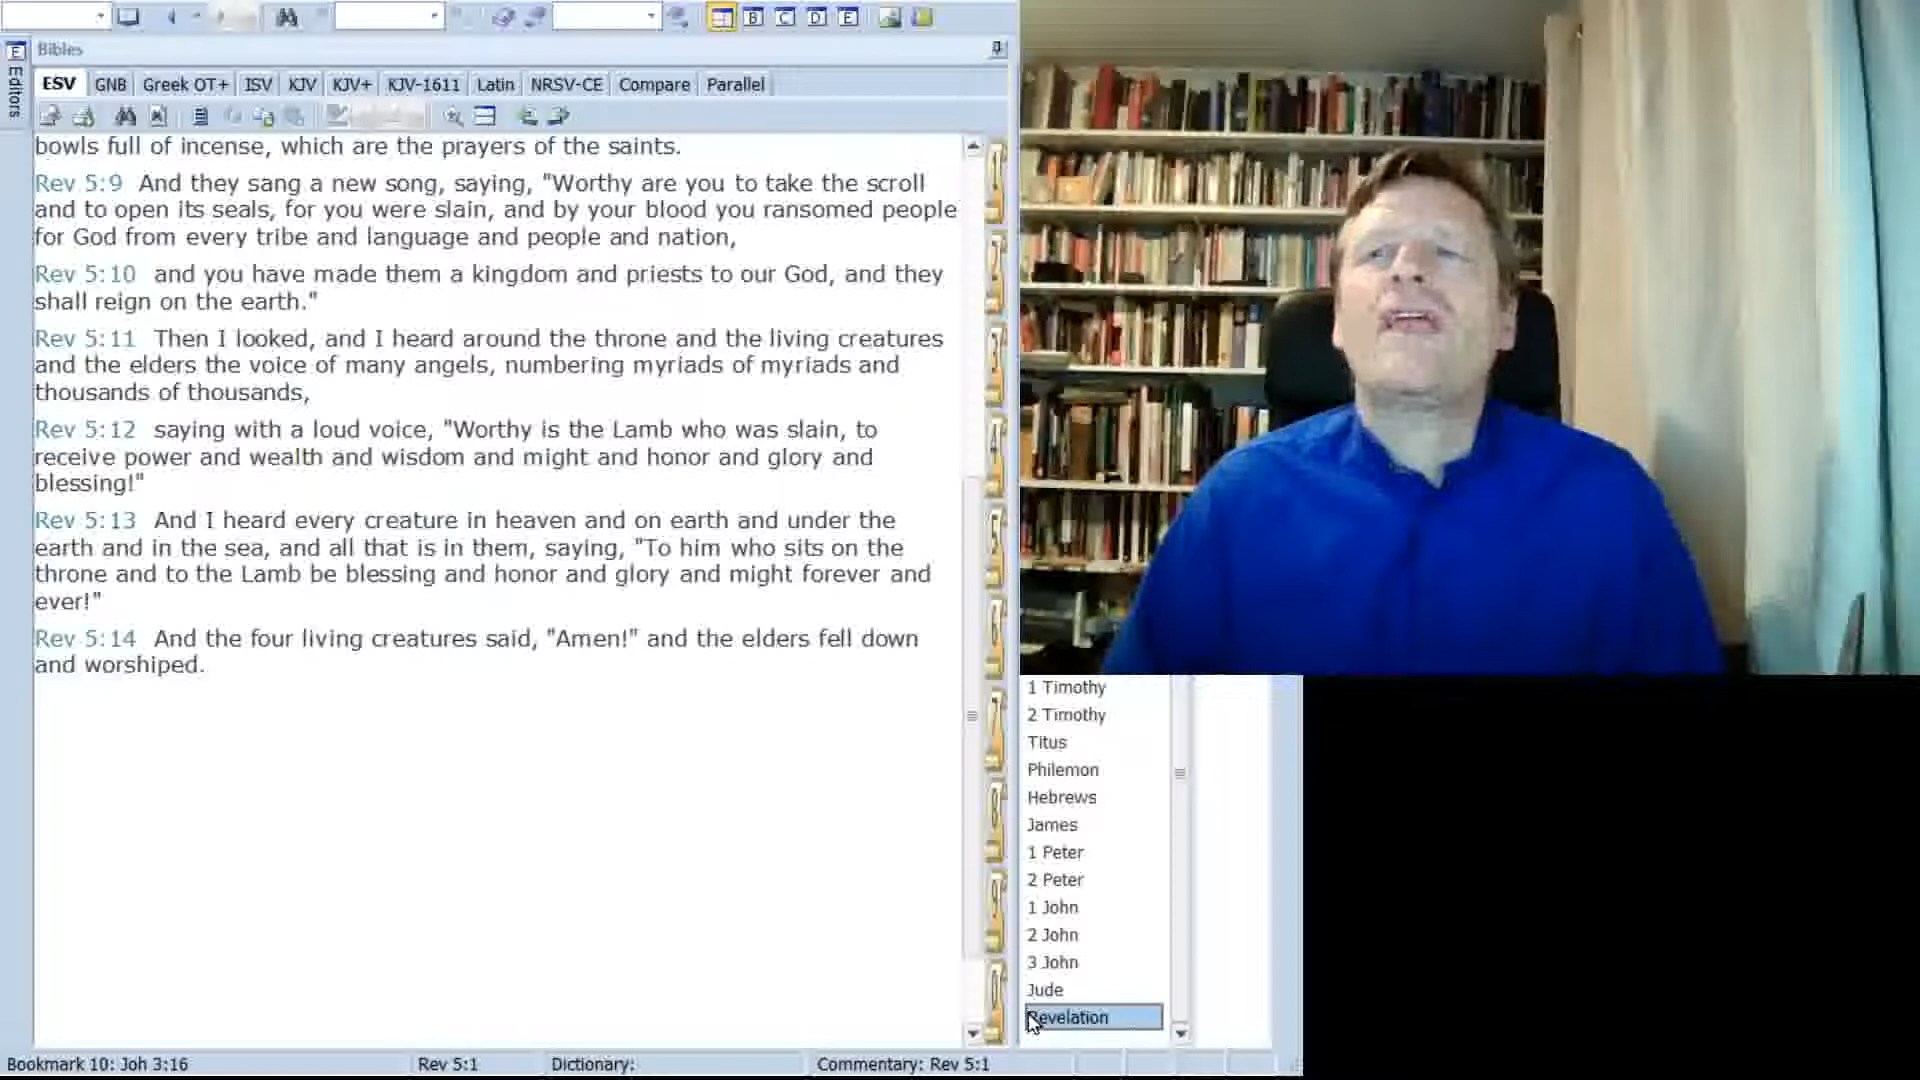 B C D E
E Bibles
Editors
ESV GNB Greek OT+ ISV KJV KJV+ KJV-1611 Latin NRSV-CE Compare Parallel
bowls full of incense, which are the prayers of the saints.
Rev 5:9 And they sang a new song, saying, "Worthy are you to take the scroll
and to open its seals, for you were slain, and by your blood you ransomed people
for God from every tribe and language and people and nation,
Rev 5:10 and you have made them a kingdom and priests to our God, and they
shall reign on the earth."
Rev 5:11 Then I looked, and I heard around the throne and the living creatures
and the elders the voice of many angels, numbering myriads of myriads and
thousands of thousands,
Rev 5:12 saying with a loud voice, "Worthy is the Lamb who was slain, to
receive power and wealth and wisdom and might and honor and glory and
blessing!"
Rev 5:13 And I heard every creature in heaven and on earth and under the
earth and in the sea, and all that is in them, saying, "To him who sits on the
throne and to the Lamb be blessing and honor and glory and might forever and
ever!"
Rev 5:14 And the four living creatures said, "Amen!" and the elders fell down
and worshiped.
1 Timothy
2 Timothy
Titus
Philemon
Hebrews
James
1 Peter
2 Peter
1 John
2 John
3 John
Jude
Revelation
Bookmark 10: Joh 3:16 Rev 5:1 Dictionary: Commentary: Rev 5:1